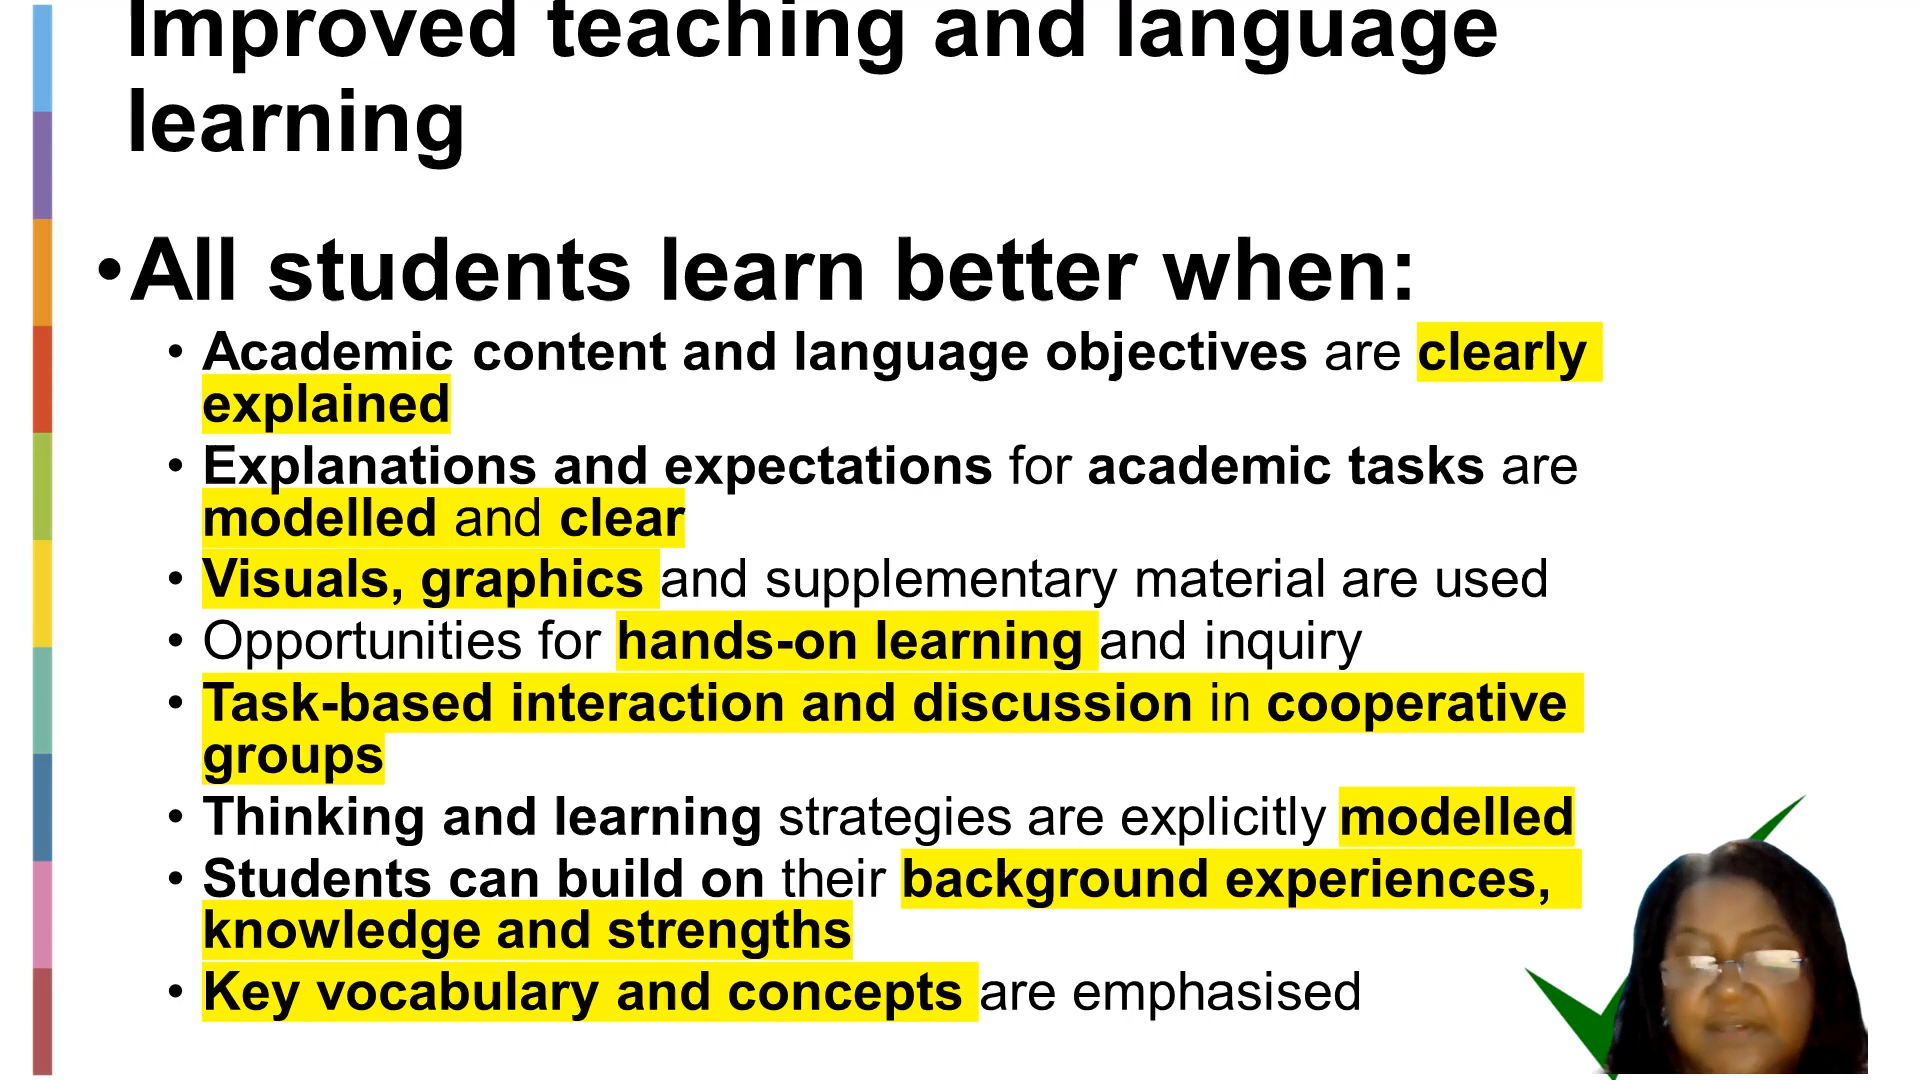 Improved teaching and language
learning
•All students learn better when:
• Academic content and language objectives are clearly
explained
• Explanations and expectations for academic tasks are
modelled and clear
• Visuals, graphics and supplementary material are used
• Opportunities for hands-on learning and inquiry
• Task-based interaction and discussion in cooperative
groups
• Thinking and learning strategies are explicitly modelled
• Students can build on their background experiences,
knowledge and strengths
• Key vocabulary and concepts are emphasised